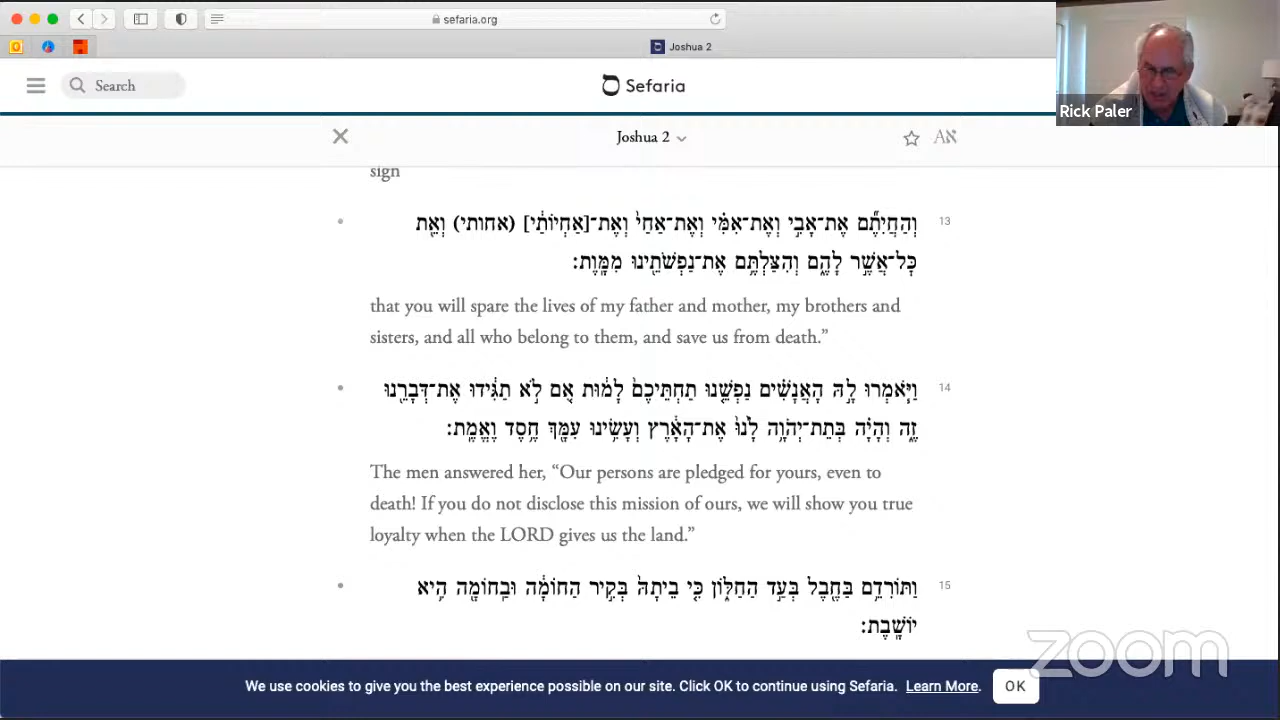 sefaria.org
Joshua 2
Search
Sefaria
Rick Paler
Joshua 2
Aא
sign
13
וְהַחֲיִתֶ֞ם אֶת־אָבִ֣י וְאֶת־אִמִּ֗י וְאֶת־אַחַי֙ וְאֶת־[אַחְיוֹתַ֔י] (אחותי) וְאֵ֖ת
כׇּל־אֲשֶׁ֣ר לָהֶ֑ם וְהִצַּלְתֶּ֥ם אֶת־נַפְשֹׁתֵ֖ינוּ מִמָּֽוֶת׃
that you will spare the lives of my father and mother, my brothers and
sisters, and all who belong to them, and save us from death.”
14
וַיֹּ֧אמְרוּ לָ֣הּ הָאֲנָשִׁ֗ים נַפְשֵׁ֤נוּ תַחְתֵּיכֶם֙ לָמ֔וּת אִ֚ם לֹ֣א תַגִּ֔ידוּ אֶת־דְּבָרֵ֖נוּ
זֶ֑ה וְהָיָ֗ה בְּתֵת־יְהֹוָ֥ה לָ֙נוּ֙ אֶת־הָאָ֔רֶץ וְעָשִׂ֥ינוּ עִמָּ֖ךְ חֶ֥סֶד וֶאֱמֶֽת׃
The men answered her, “Our persons are pledged for yours, even to
death! If you do not disclose this mission of ours, we will show you true
loyalty when the LORD gives us the land.”
15
וַתּוֹרִדֵ֥ם בַּחֶ֖בֶל בְּעַ֣ד הַחַלּ֑וֹן כִּ֤י בֵיתָהּ֙ בְּקִ֣יר הַחוֹמָ֔ה וּבַחוֹמָ֖ה הִ֥יא
יוֹשָֽׁבֶת׃
zoom
We use cookies to give you the best experience possible on our site. Click OK to continue using Sefaria. Learn More. OK